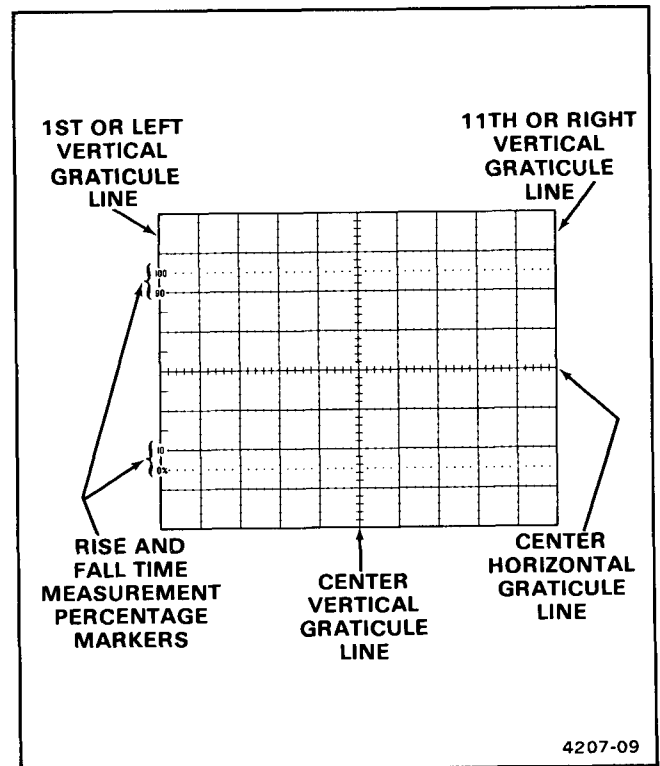 1ST OR LEFT
VERTICAL
GRATICULE
LINE
11TH OR RIGHT
VERTICAL
GRATICULE
LINE
100
90
10
0%
RISE AND
FALL TIME
MEASUREMENT
PERCENTAGE
MARKERS
CENTER
VERTICAL
GRATICULE
LINE
CENTER
HORIZONTAL
GRATICULE
LINE
4207-09